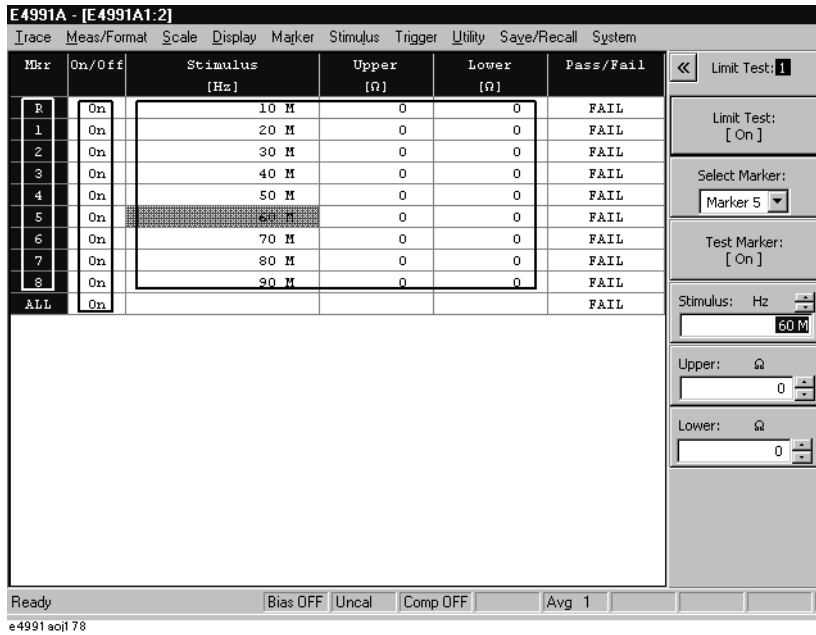 E4991A - [E4991A1:2]
Trace Meas/Format Scale Display Marker Stimulus Trigger Utility Save/Recall System
Mkr On/Off Stimulus Upper Lower Pass/Fail
[Hz] [Ω] [Ω]
R On 10 M 0 0 FAIL
1 On 20 M 0 0 FAIL
2 On 30 M 0 0 FAIL
3 On 40 M 0 0 FAIL
4 On 50 M 0 0 FAIL
5 On 60 M 0 0 FAIL
6 On 70 M 0 0 FAIL
7 On 80 M 0 0 FAIL
8 On 90 M 0 0 FAIL
ALL On FAIL
« Limit Test: 1
Limit Test:
[ On ]
Select Marker:
Marker 5
Test Marker:
[ On ]
Stimulus: Hz
60 M
Upper: Ω
0
Lower: Ω
0
Ready Bias OFF Uncal Comp OFF Avg 1
e4991aoj178